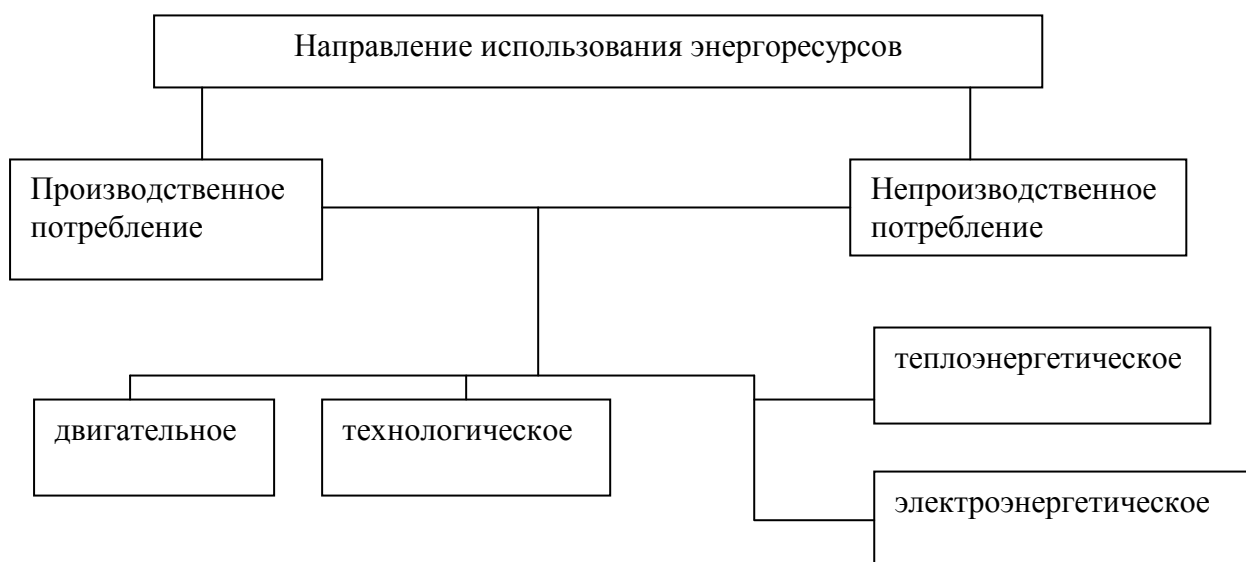 Направление использования энергоресурсов
Производственное
потребление
Непроизводственное
потребление
теплоэнергетическое
двигательное
технологическое
электроэнергетическое